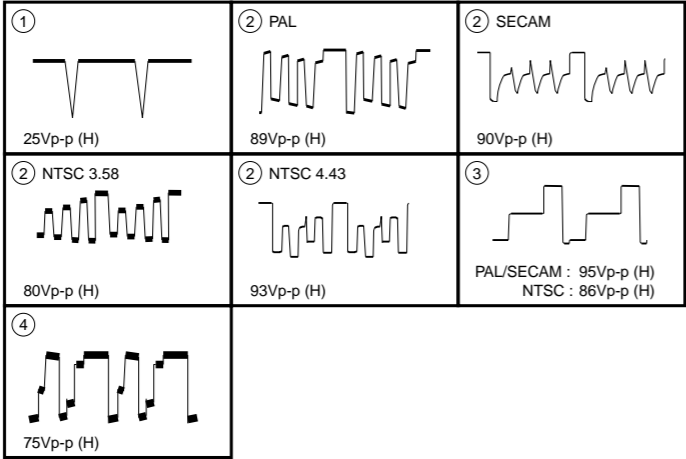 ① 
25Vp-p (H)
② PAL
89Vp-p (H)
② SECAM
90Vp-p (H)
② NTSC 3.58
80Vp-p (H)
② NTSC 4.43
93Vp-p (H)
③
PAL/SECAM : 95Vp-p (H)
NTSC : 86Vp-p (H)
④
75Vp-p (H)